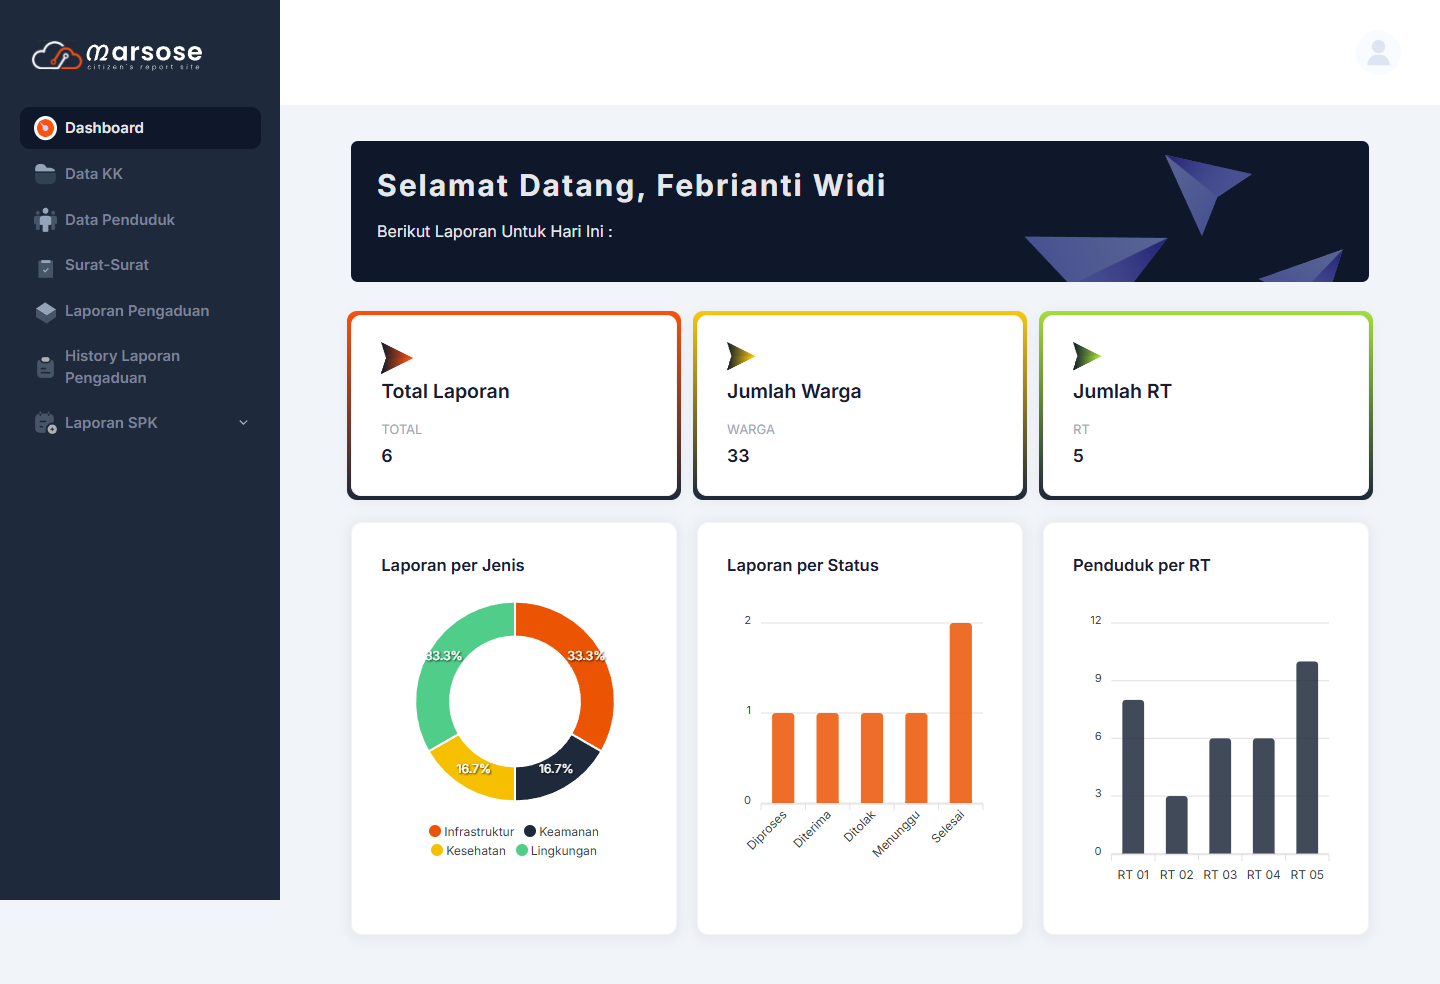 marsose
citizen's report site
Dashboard
Data KK
Data Penduduk
Surat-Surat
Laporan Pengaduan
History Laporan
Pengaduan
Laporan SPK
Selamat Datang, Febrianti Widi
Berikut Laporan Untuk Hari Ini :
Total Laporan
TOTAL
6
Jumlah Warga
WARGA
33
Jumlah RT
RT
5
Laporan per Jenis
33.3%
33.3%
16.7%
16.7%
Infrastruktur
Keamanan
Kesehatan
Lingkungan
Laporan per Status
2
1
0
Diproses
Diterima
Ditolak
Menunggu
Selesai
Penduduk per RT
12
9
6
3
0
RT 01
RT 02
RT 03
RT 04
RT 05